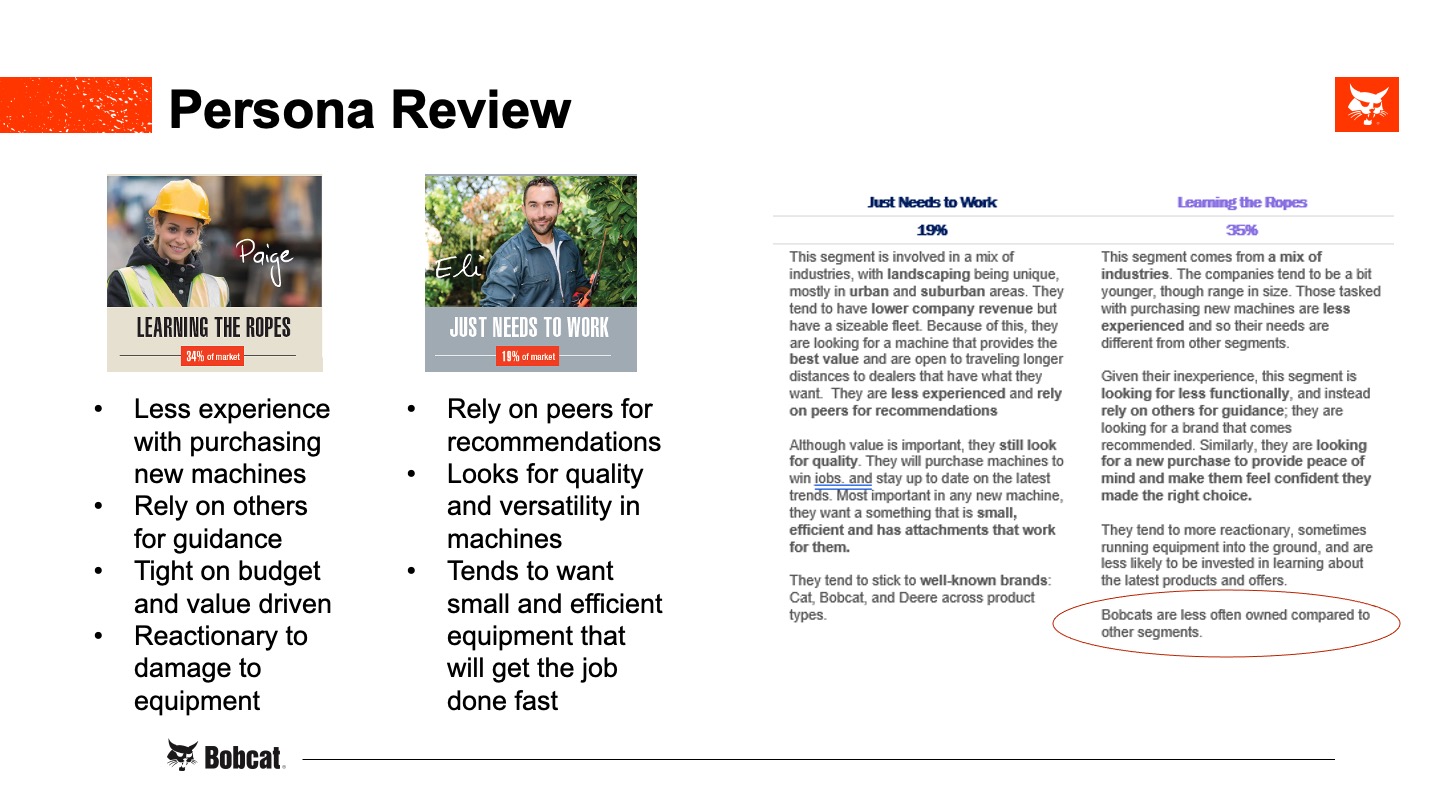 Persona Review
Paige
LEARNING THE ROPES
34% of market
• Less experience
with purchasing
new machines
• Rely on others
for guidance
• Tight on budget
and value driven
• Reactionary to
damage to
equipment
Eli
JUST NEEDS TO WORK
19% of market
• Rely on peers for
recommendations
• Looks for quality
and versatility in
machines
• Tends to want
small and efficient
equipment that
will get the job
done fast
Just Needs to Work
19%
This segment is involved in a mix of
industries, with landscaping being unique,
mostly in urban and suburban areas. They
tend to have lower company revenue but
have a sizeable fleet. Because of this, they
are looking for a machine that provides the
best value and are open to traveling longer
distances to dealers that have what they
want. They are less experienced and rely
on peers for recommendations
Although value is important, they still look
for quality. They will purchase machines to
win jobs. and stay up to date on the latest
trends. Most important in any new machine,
they want a something that is small,
efficient and has attachments that work
for them.
They tend to stick to well-known brands:
Cat, Bobcat, and Deere across product
types.
Learning the Ropes
35%
This segment comes from a mix of
industries. The companies tend to be a bit
younger, though range in size. Those tasked
with purchasing new machines are less
experienced and so their needs are
different from other segments.
Given their inexperience, this segment is
looking for less functionally, and instead
rely on others for guidance; they are
looking for a brand that comes
recommended. Similarly, they are looking
for a new purchase to provide peace of
mind and make them feel confident they
made the right choice.
They tend to more reactionary, sometimes
running equipment into the ground, and are
less likely to be invested in learning about
the latest products and offers.
Bobcats are less often owned compared to
other segments.
Bobcat®